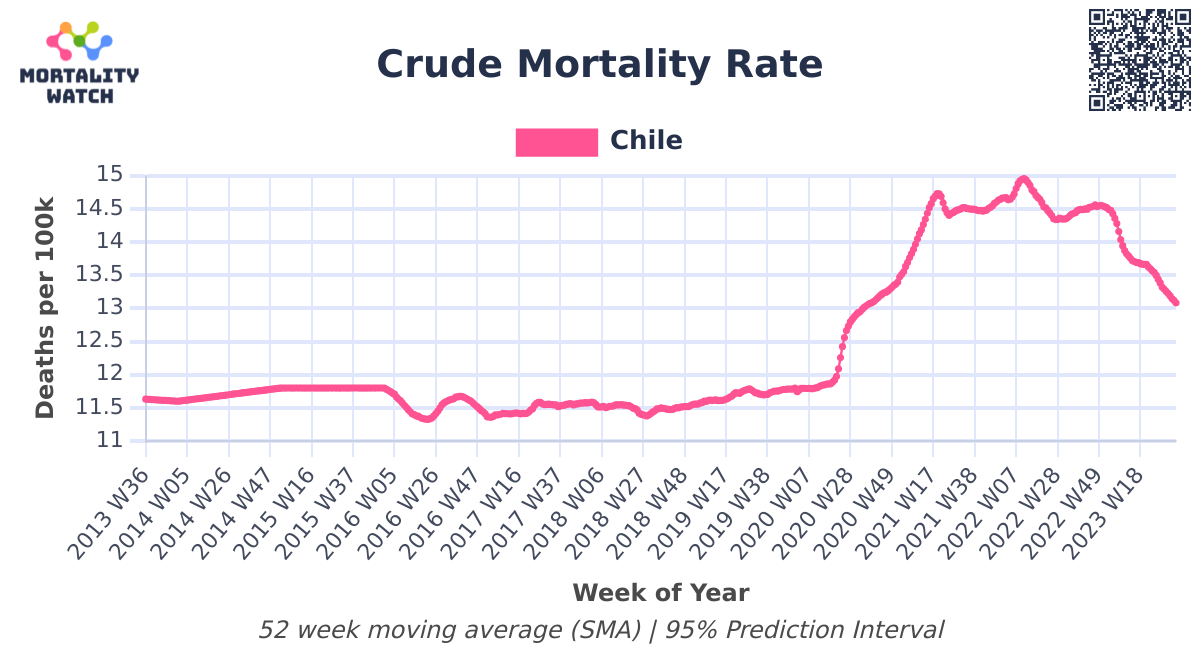 MORTALITY
WATCH
Crude Mortality Rate
Chile
Deaths per 100k
15
14.5
14
13.5
13
12.5
12
11.5
11
2013 W36
2014 W05
2014 W26
2014 W47
2015 W16
2015 W37
2016 W05
2016 W26
2016 W47
2017 W16
2017 W37
2018 W06
2018 W27
2018 W48
2019 W17
2019 W38
2020 W07
2020 W28
2020 W49
2021 W17
2021 W38
2022 W07
2022 W28
2022 W49
2023 W18
Week of Year
52 week moving average (SMA) | 95% Prediction Interval